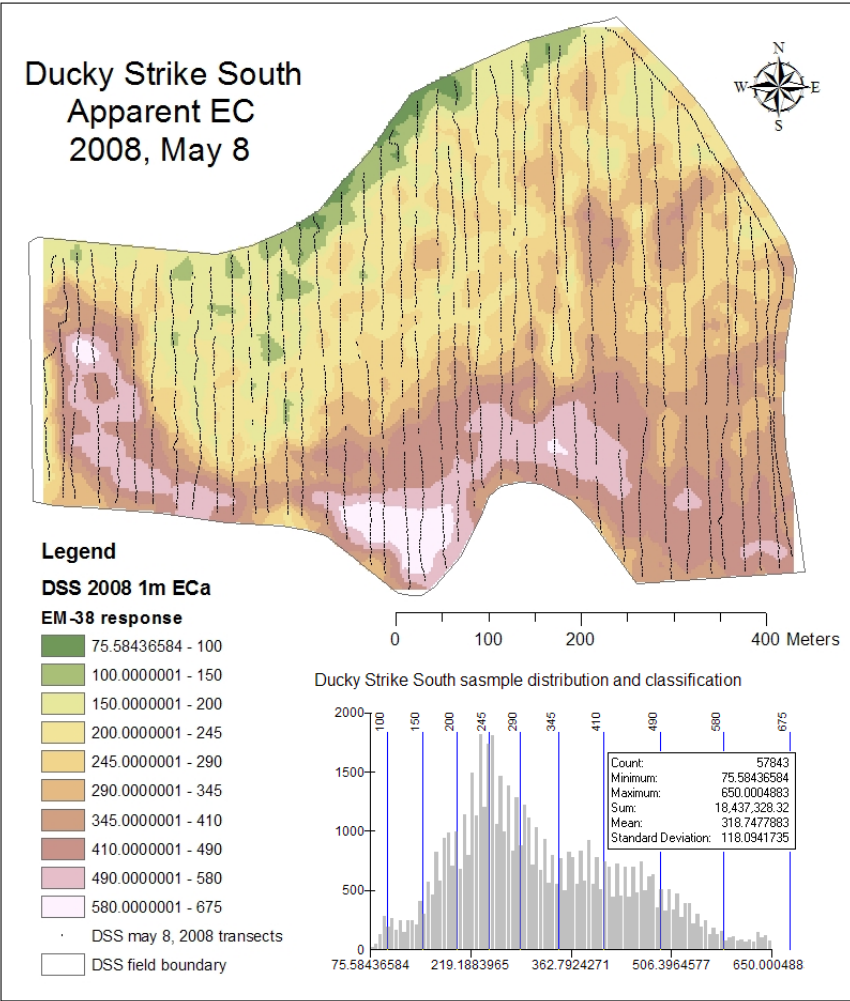 Ducky Strike South
Apparent EC
2008, May 8
N
W E
S
Legend
DSS 2008 1m ECa
EM-38 response
75.58436584 - 100
100.0000001 - 150
150.0000001 - 200
200.0000001 - 245
245.0000001 - 290
290.0000001 - 345
345.0000001 - 410
410.0000001 - 490
490.0000001 - 580
580.0000001 - 675
DSS may 8, 2008 transects
DSS field boundary
0 100 200 400 Meters
Ducky Strike South sasmple distribution and classification
2000
1500
1000
500
0
100 150 200 245 290 345 410 490 580 675
Count: 57843
Minimum: 75.58436584
Maximum: 650.0004883
Sum: 18,437,328.32
Mean: 318.7477883
Standard Deviation: 118.0941735
75.58436584 219.1883965 362.7924271 506.3964577 650.000488